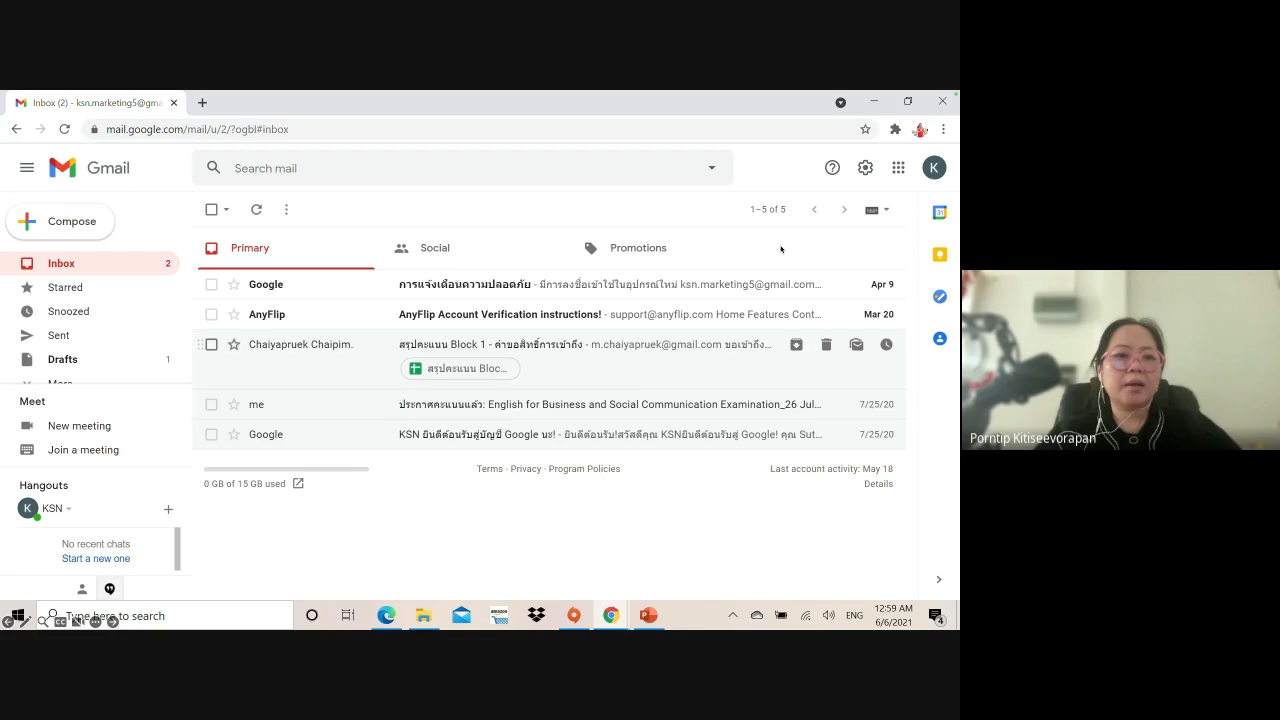 Inbox (2) - ksn.marketing5@gma
mail.google.com/mail/u/2/?ogbl#inbox
Gmail
Search mail
K
Compose
1–5 of 5
31
Primary
Social
Promotions
Inbox 2
Starred
Snoozed
Sent
Drafts 1
More
Google การแจ้งเตือนความปลอดภัย - มีการลงชื่อเข้าใช้ในอุปกรณ์ใหม่ ksn.marketing5@gmail.com… Apr 9
AnyFlip AnyFlip Account Verification instructions! - support@anyflip.com Home Features Cont… Mar 20
Chaiyapruek Chaipim. สรุปคะแนน Block 1 - คำขอสิทธิ์การเข้าถึง - m.chaiyapruek@gmail.com ขอเข้าถึง…
สรุปคะแนน Bloc…
me ประกาศคะแนนแล้ว: English for Business and Social Communication Examination_26 Jul… 7/25/20
Google KSN ยินดีต้อนรับสู่บัญชี Google นะ! - ยินดีต้อนรับ!สวัสดีคุณ KSNยินดีต้อนรับสู่ Google! คุณ Sut… 7/25/20
Meet
New meeting
Join a meeting
Hangouts
K KSN
No recent chats
Start a new one
0 GB of 15 GB used
Terms · Privacy · Program Policies
Last account activity: May 18
Details
Porntip Kitiseevorapan
Type here to search
amazon
ENG
12:59 AM
6/6/2021
4